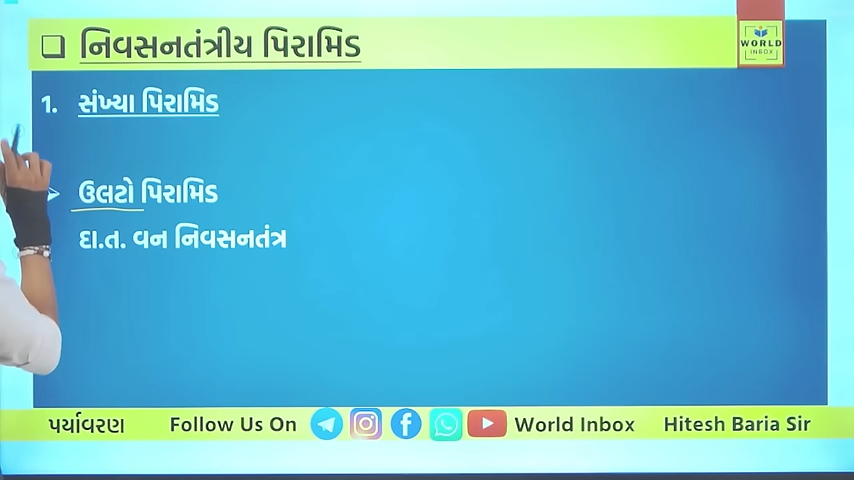 ❑ નિવસનતંત્રીય પિરામિડ
WORLD
INBOX
1. સંખ્યા પિરામિડ
➢ ઉલટો પિરામિડ
દા.ત. વન નિવસનતંત્ર
પર્યાવરણ Follow Us On World Inbox Hitesh Baria Sir